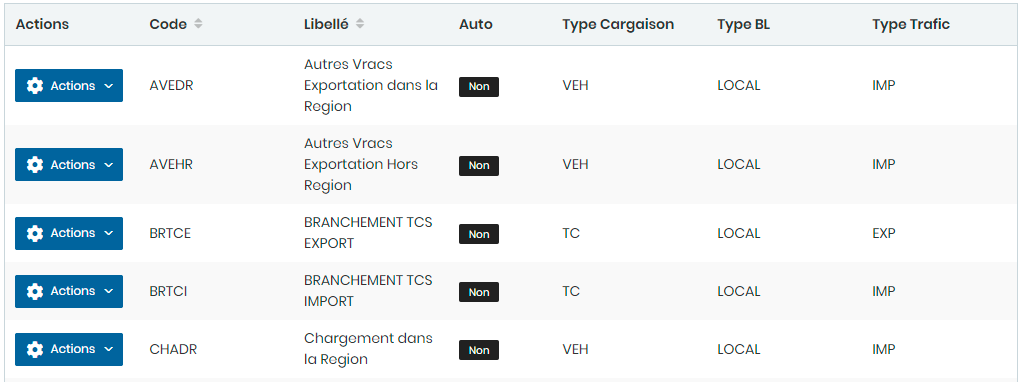 Actions Code Libellé Auto Type Cargaison Type BL Type Trafic
Autres Vracs
Actions AVEDR Exportation dans la Non VEH LOCAL IMP
Region
Autres Vracs
Actions AVEHR Exportation Hors Non VEH LOCAL IMP
Region
BRANCHEMENT TCS
Actions BRTCE Non TC LOCAL EXP
EXPORT
BRANCHEMENT TCS
Actions BRTCI Non TC LOCAL IMP
IMPORT
Chargement dans
Actions CHADR Non VEH LOCAL IMP
la Region